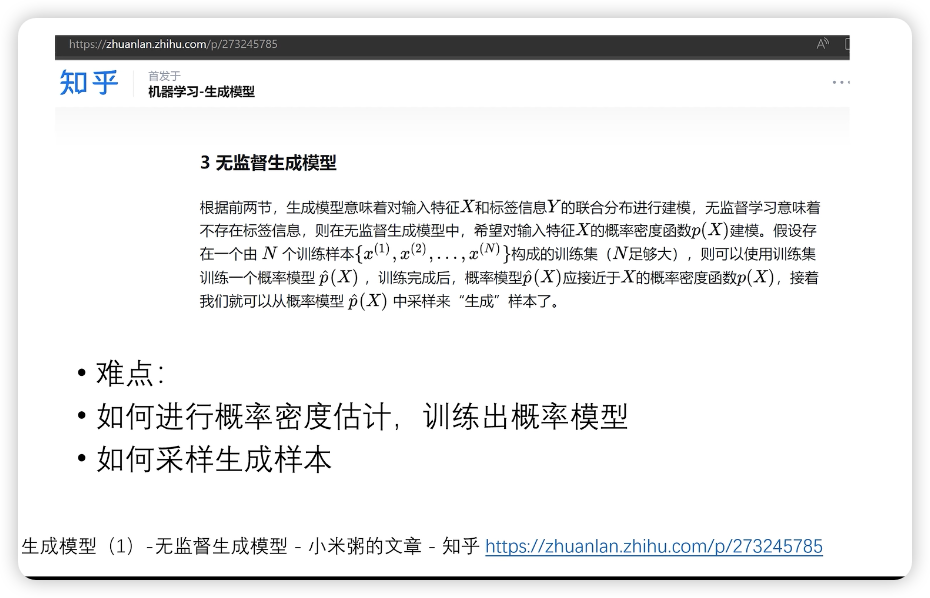 https://zhuanlan.zhihu.com/p/273245785
知乎
首发于
机器学习-生成模型
3 无监督生成模型
根据前两节，生成模型意味着对输入特征X和标签信息Y的联合分布进行建模，无监督学习意味着
不存在标签信息，则在无监督生成模型中，希望对输入特征X的概率密度函数p(X)建模。假设存
在一个由 N 个训练样本{x^(1), x^(2), . . . , x^(N)}构成的训练集（N足够大），则可以使用训练集
训练一个概率模型 p̂(X) ，训练完成后，概率模型p̂(X)应接近于X的概率密度函数p(X)，接着
我们就可以从概率模型 p̂(X) 中采样来“生成”样本了。
• 难点：
• 如何进行概率密度估计，训练出概率模型
• 如何采样生成样本
生成模型（1）-无监督生成模型 - 小米粥的文章 - 知乎 https://zhuanlan.zhihu.com/p/273245785